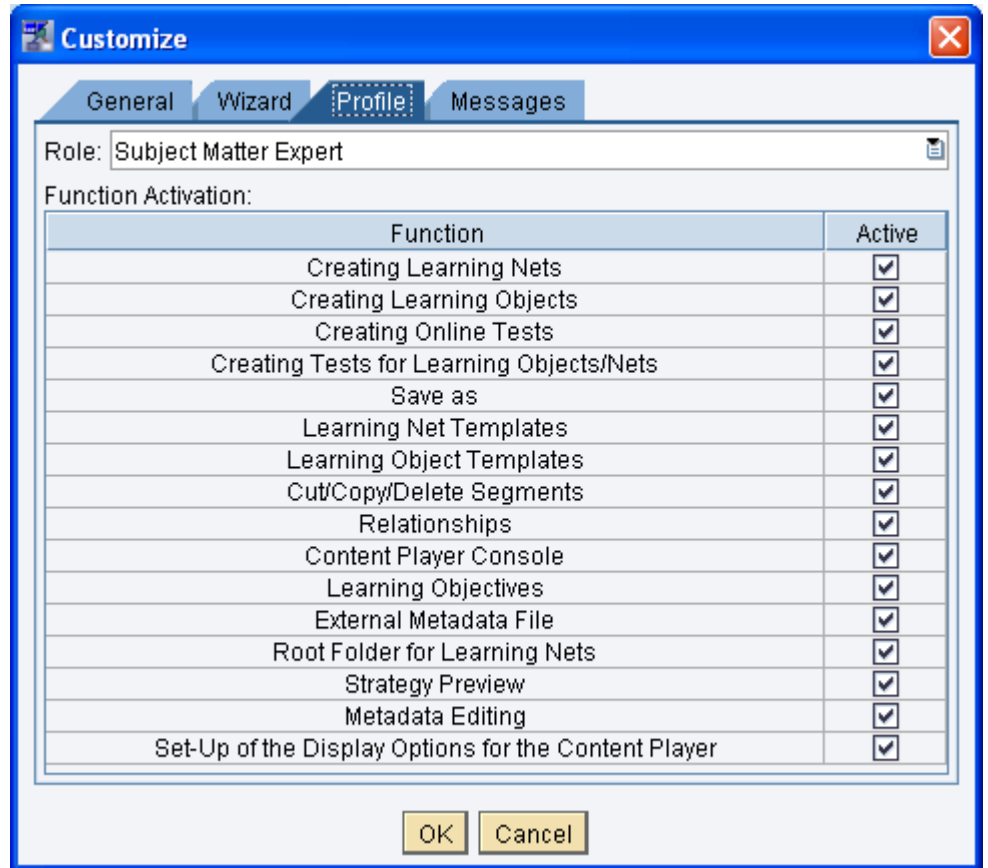 Customize
General Wizard Profile Messages
Role: Subject Matter Expert
Function Activation:
Function Active
Creating Learning Nets
Creating Learning Objects
Creating Online Tests
Creating Tests for Learning Objects/Nets
Save as
Learning Net Templates
Learning Object Templates
Cut/Copy/Delete Segments
Relationships
Content Player Console
Learning Objectives
External Metadata File
Root Folder for Learning Nets
Strategy Preview
Metadata Editing
Set-Up of the Display Options for the Content Player
OK Cancel